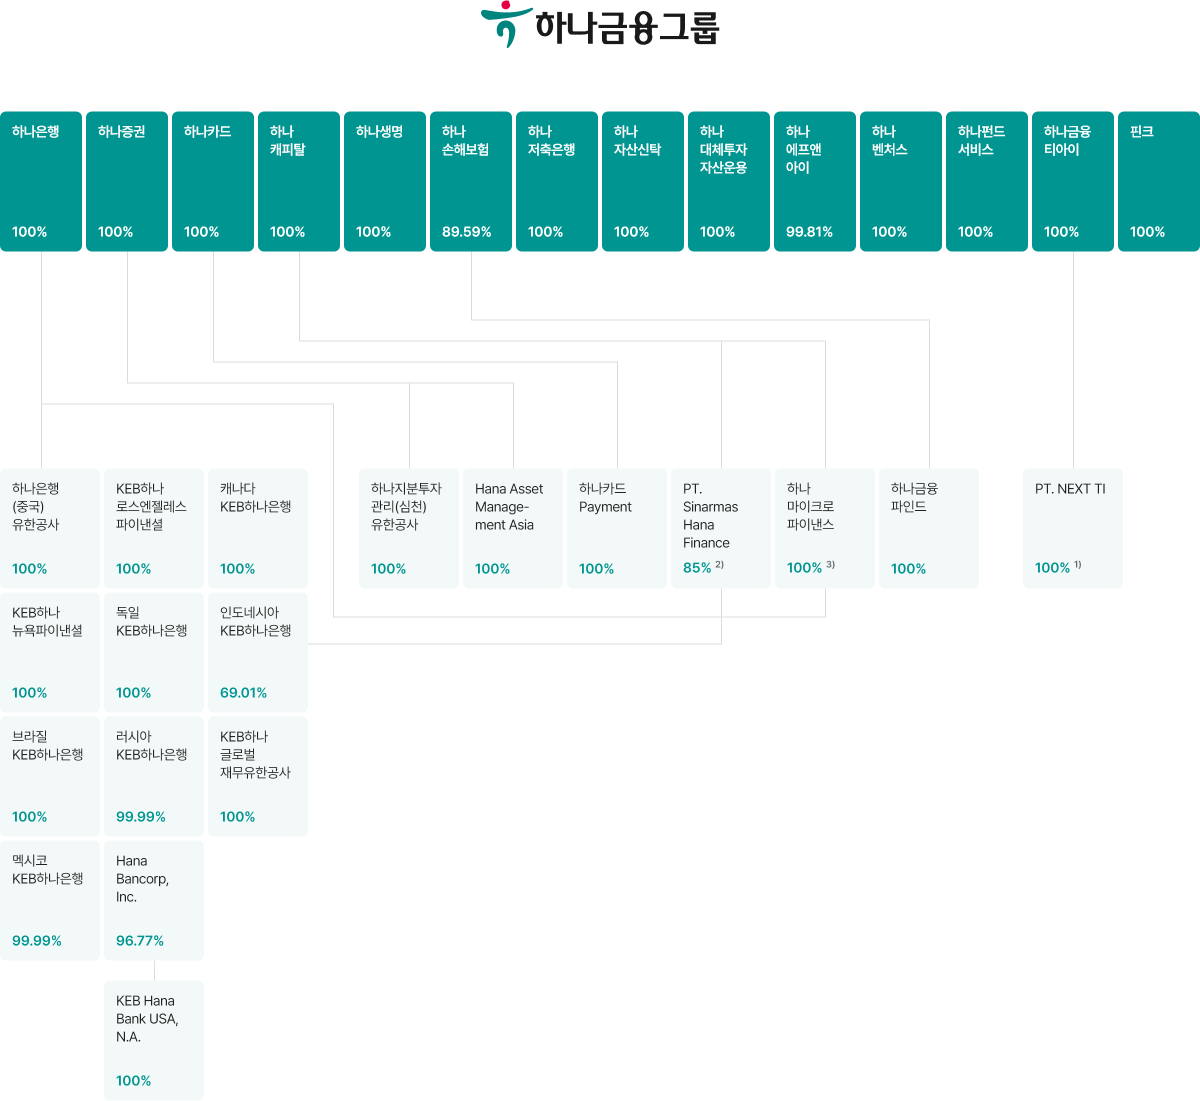 하나금융그룹
하나은행
100%
하나증권
100%
하나카드
100%
하나
캐피탈
100%
하나생명
100%
하나
손해보험
89.59%
하나
저축은행
100%
하나
자산신탁
100%
하나
대체투자
자산운용
100%
하나
에프앤
아이
99.81%
하나
벤처스
100%
하나펀드
서비스
100%
하나금융
티아이
100%
핀크
100%
하나은행
(중국)
유한공사
100%
KEB하나
로스엔젤레스
파이낸셜
100%
캐나다
KEB하나은행
100%
하나지분투자
관리(심천)
유한공사
100%
Hana Asset
Manage-
ment Asia
100%
하나카드
Payment
100%
PT.
Sinarmas
Hana
Finance
85% 2)
하나
마이크로
파이낸스
100% 3)
하나금융
파인드
100%
PT. NEXT TI
100% 1)
KEB하나
뉴욕파이낸셜
100%
독일
KEB하나은행
100%
인도네시아
KEB하나은행
69.01%
브라질
KEB하나은행
100%
러시아
KEB하나은행
99.99%
KEB하나
글로벌
재무유한공사
100%
멕시코
KEB하나은행
99.99%
Hana
Bancorp,
Inc.
96.77%
KEB Hana
Bank USA,
N.A.
100%